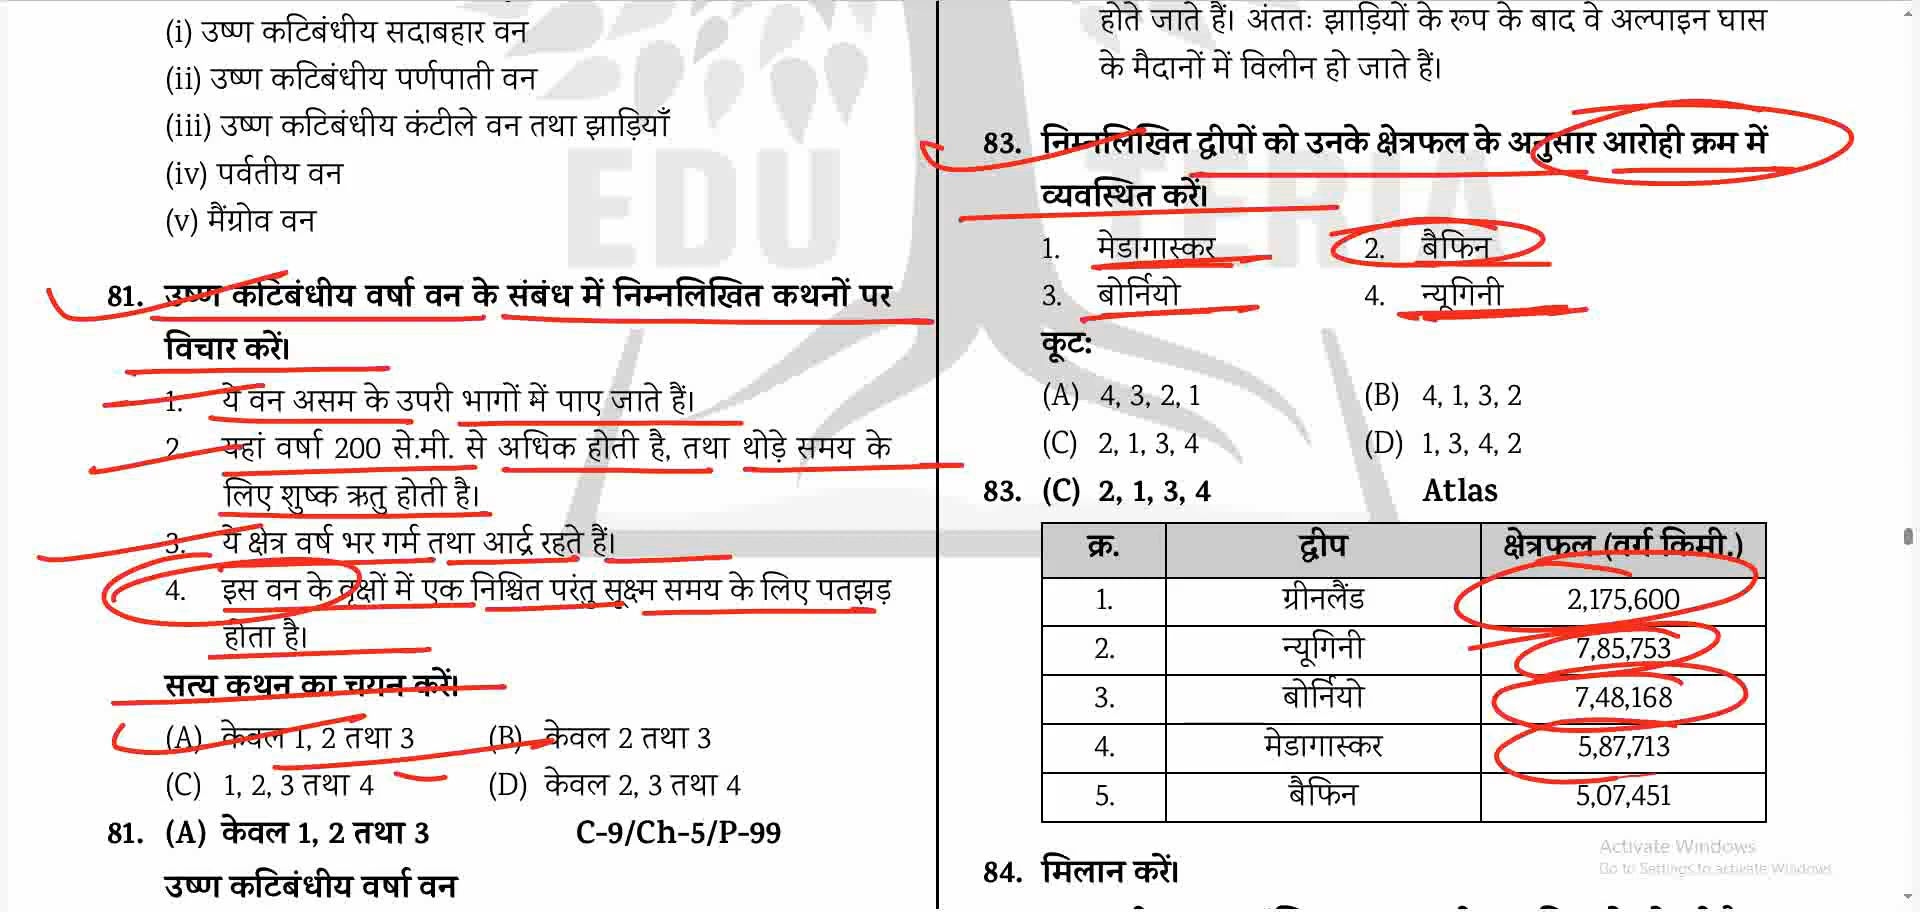 (i) उष्ण कटिबंधीय सदाबहार वन
(ii) उष्ण कटिबंधीय पर्णपाती वन
(iii) उष्ण कटिबंधीय कंटीले वन तथा झाड़ियाँ
(iv) पर्वतीय वन
(v) मैंग्रोव वन
81. उष्ण कटिबंधीय वर्षा वन के संबंध में निम्नलिखित कथनों पर
विचार करें।
1. ये वन असम के उपरी भागों में पाए जाते हैं।
2. यहां वर्षा 200 से.मी. से अधिक होती है, तथा थोड़े समय के
लिए शुष्क ऋतु होती है।
3. ये क्षेत्र वर्ष भर गर्म तथा आर्द्र रहते हैं।
4. इस वन के वृक्षों में एक निश्चित परंतु सूक्ष्म समय के लिए पतझड़
होता है।
सत्य कथन का चयन करें।
(A) केवल 1, 2 तथा 3 (B) केवल 2 तथा 3
(C) 1, 2, 3 तथा 4 (D) केवल 2, 3 तथा 4
81. (A) केवल 1, 2 तथा 3 C-9/Ch-5/P-99
उष्ण कटिबंधीय वर्षा वन
होते जाते हैं। अंततः झाड़ियों के रूप के बाद वे अल्पाइन घास
के मैदानों में विलीन हो जाते हैं।
83. निम्नलिखित द्वीपों को उनके क्षेत्रफल के अनुसार आरोही क्रम में
व्यवस्थित करें।
1. मेडागास्कर 2. बैफिन
3. बोर्नियो 4. न्यूगिनी
कूट:
(A) 4, 3, 2, 1 (B) 4, 1, 3, 2
(C) 2, 1, 3, 4 (D) 1, 3, 4, 2
83. (C) 2, 1, 3, 4 Atlas
क्र. द्वीप क्षेत्रफल (वर्ग किमी.)
1. ग्रीनलैंड 2,175,600
2. न्यूगिनी 7,85,753
3. बोर्नियो 7,48,168
4. मेडागास्कर 5,87,713
5. बैफिन 5,07,451
84. मिलान करें।
EDU TERIA
Activate Windows
Go to Settings to activate Windows.